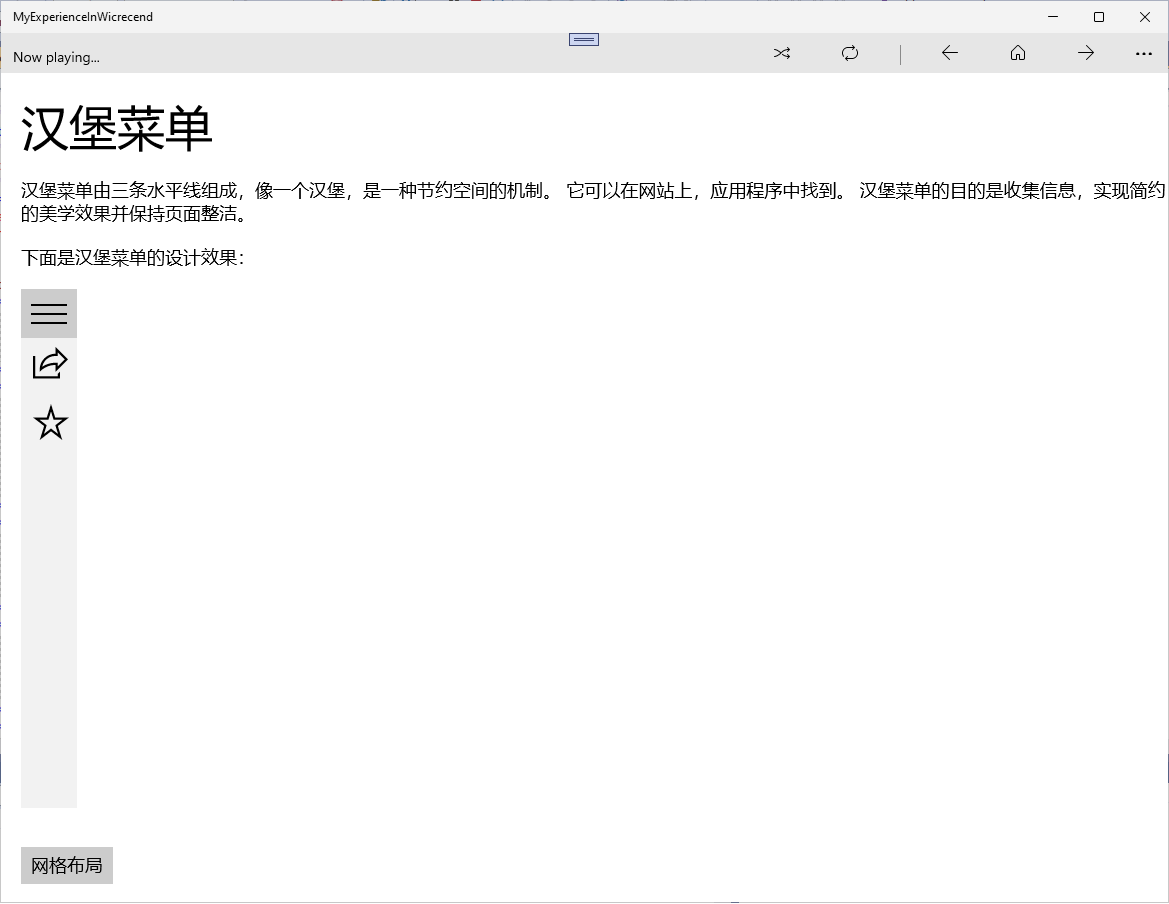 MyExperienceInWicrecend
Now playing...
汉堡菜单
汉堡菜单由三条水平线组成，像一个汉堡，是一种节约空间的机制。 它可以在网站上，应用程序中找到。 汉堡菜单的目的是收集信息，实现简约
的美学效果并保持页面整洁。
下面是汉堡菜单的设计效果：
网格布局